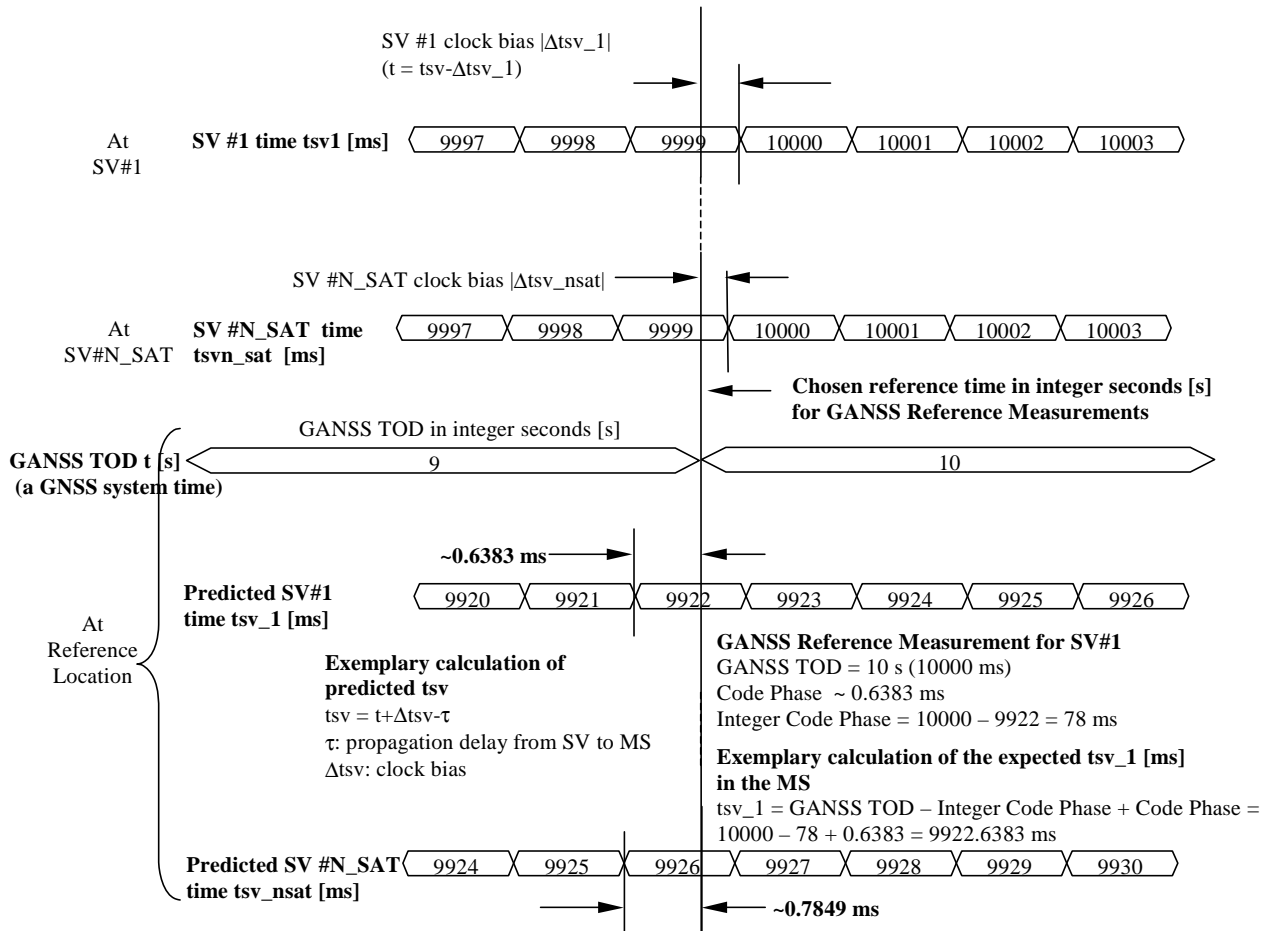 SV #1 clock bias |Δtsv_1|
(t = tsv-Δtsv_1)
At
SV#1
SV #1 time tsv1 [ms]
9997 9998 9999 10000 10001 10002 10003
SV #N_SAT clock bias |Δtsv_nsat|
At
SV#N_SAT
SV #N_SAT time
tsvn_sat [ms]
9997 9998 9999 10000 10001 10002 10003
Chosen reference time in integer seconds [s]
for GANSS Reference Measurements
GANSS TOD in integer seconds [s]
GANSS TOD t [s]
(a GNSS system time)
9 10
~0.6383 ms
Predicted SV#1
time tsv_1 [ms]
9920 9921 9922 9923 9924 9925 9926
At
Reference
Location
Exemplary calculation of
predicted tsv
tsv = t+Δtsv-τ
τ: propagation delay from SV to MS
Δtsv: clock bias
GANSS Reference Measurement for SV#1
GANSS TOD = 10 s (10000 ms)
Code Phase ~ 0.6383 ms
Integer Code Phase = 10000 – 9922 = 78 ms
Exemplary calculation of the expected tsv_1 [ms]
in the MS
tsv_1 = GANSS TOD – Integer Code Phase + Code Phase =
10000 – 78 + 0.6383 = 9922.6383 ms
Predicted SV #N_SAT
time tsv_nsat [ms]
9924 9925 9926 9927 9928 9929 9930
~0.7849 ms